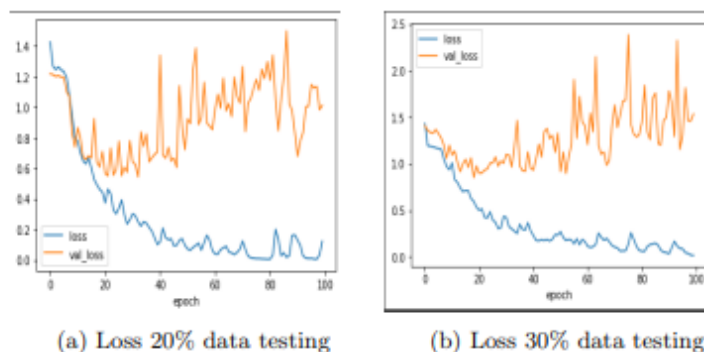 1.4
1.2
1.0
0.8
0.6
0.4
0.2
0.0
loss
val_loss
0 20 40 60 80 100
epoch
(a) Loss 20% data testing
2.5
2.0
1.5
1.0
0.5
0.0
loss
val_loss
0 20 40 60 80 100
epoch
(b) Loss 30% data testing